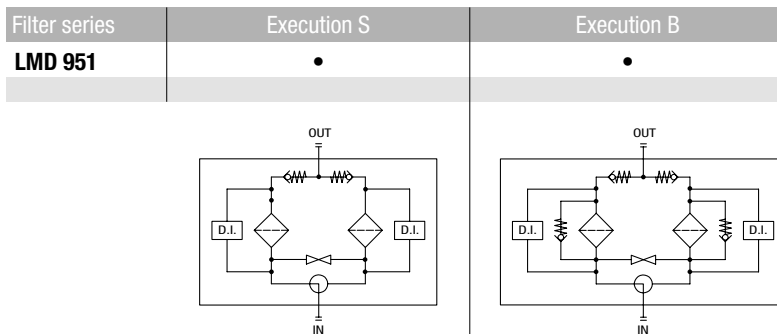 Filter series Execution S Execution B
LMD 951 • •
OUT OUT
D.I. D.I. D.I. D.I.
IN IN